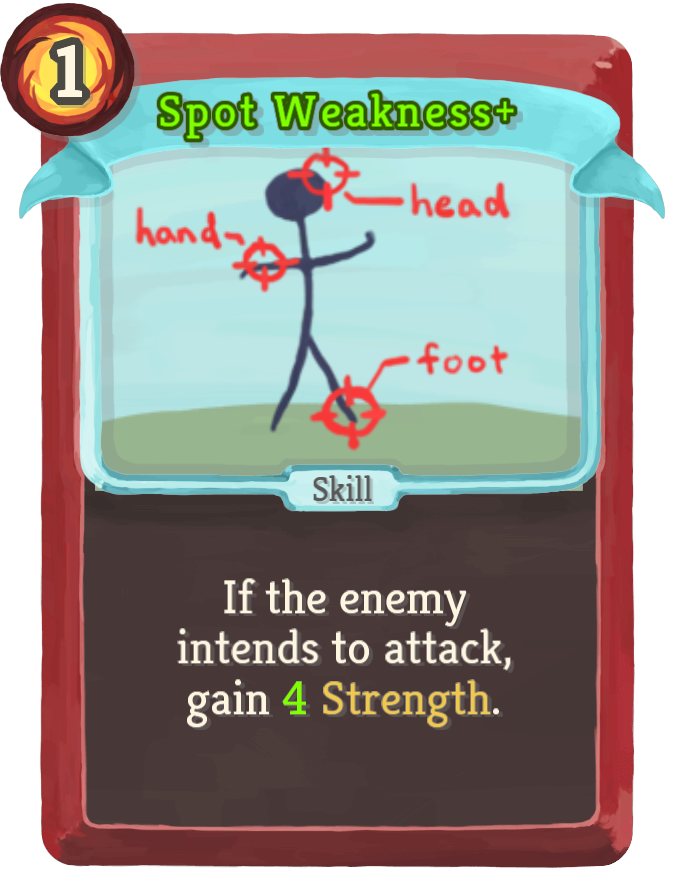 1
Spot Weakness+
head
hand
foot
Skill
If the enemy
intends to attack,
gain 4 Strength.